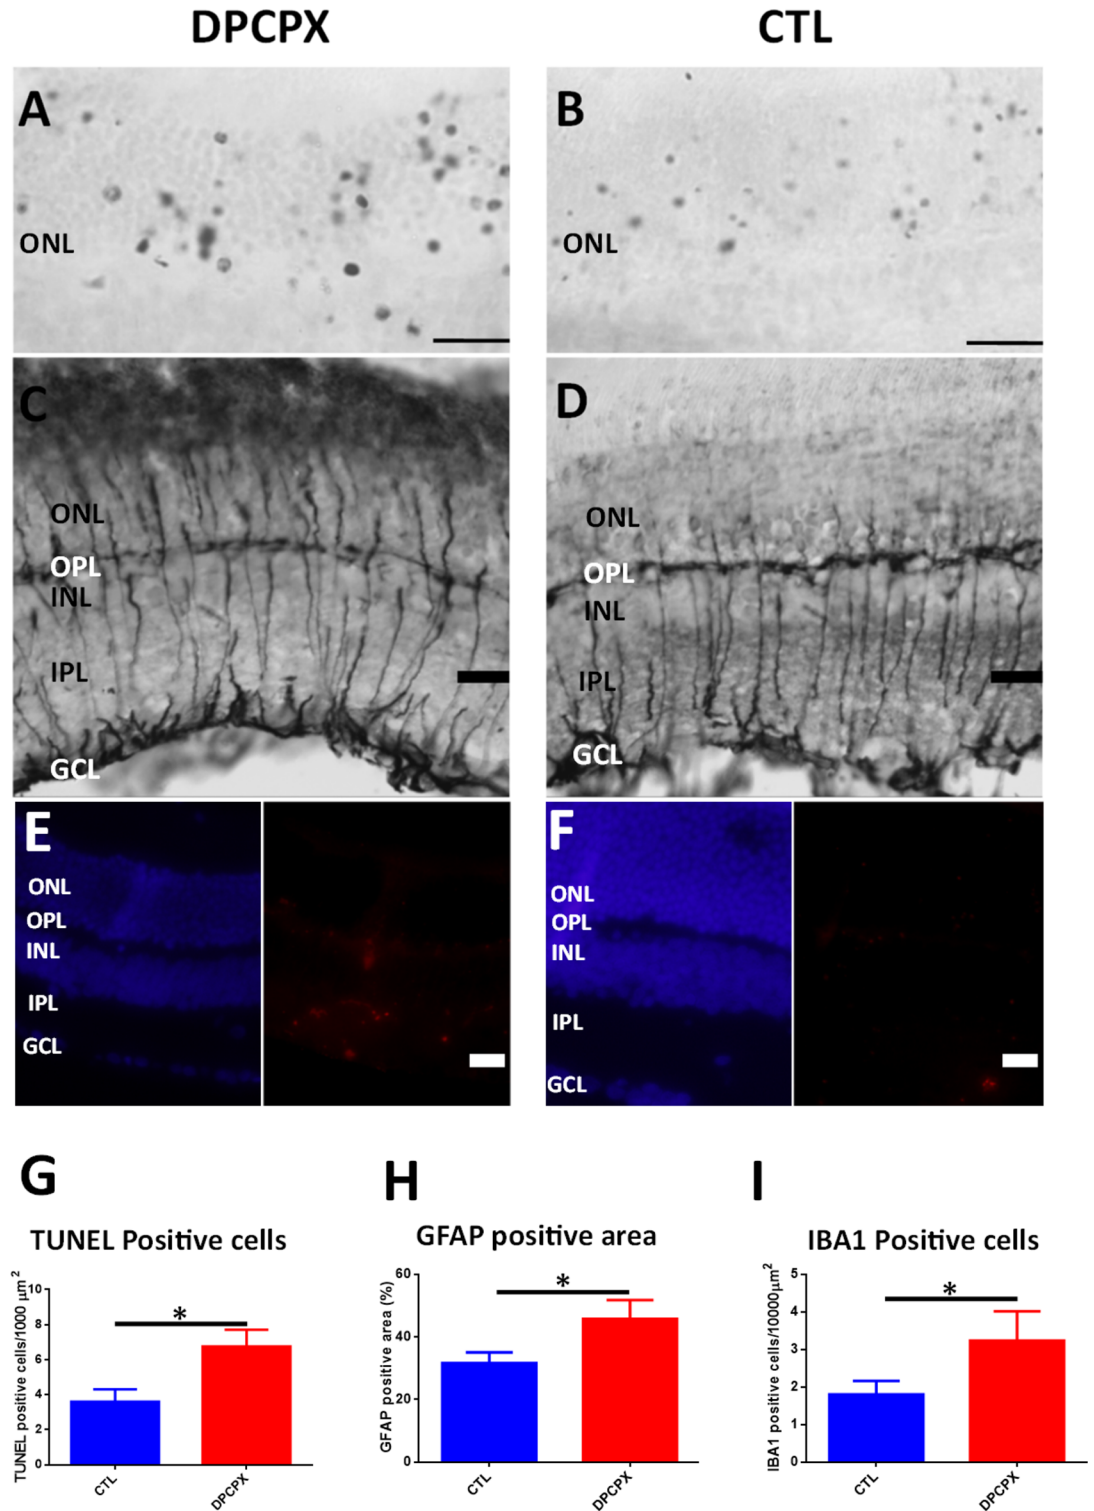 DPCPX CTL
A B
ONL ONL
C D
ONL ONL
OPL OPL
INL INL
IPL IPL
GCL GCL
E F
ONL ONL
OPL OPL
INL INL
IPL IPL
GCL GCL
G H I
TUNEL Positive cells
TUNEL positive cells/1000 μm²
10
8
6
4
2
0
*
CTL DPCPX
GFAP positive area
GFAP positive area (%)
60
40
20
0
*
CTL DPCPX
IBA1 Positive cells
IBA1 positive cells/10000μm²
5
4
3
2
1
0
*
CTL DPCPX